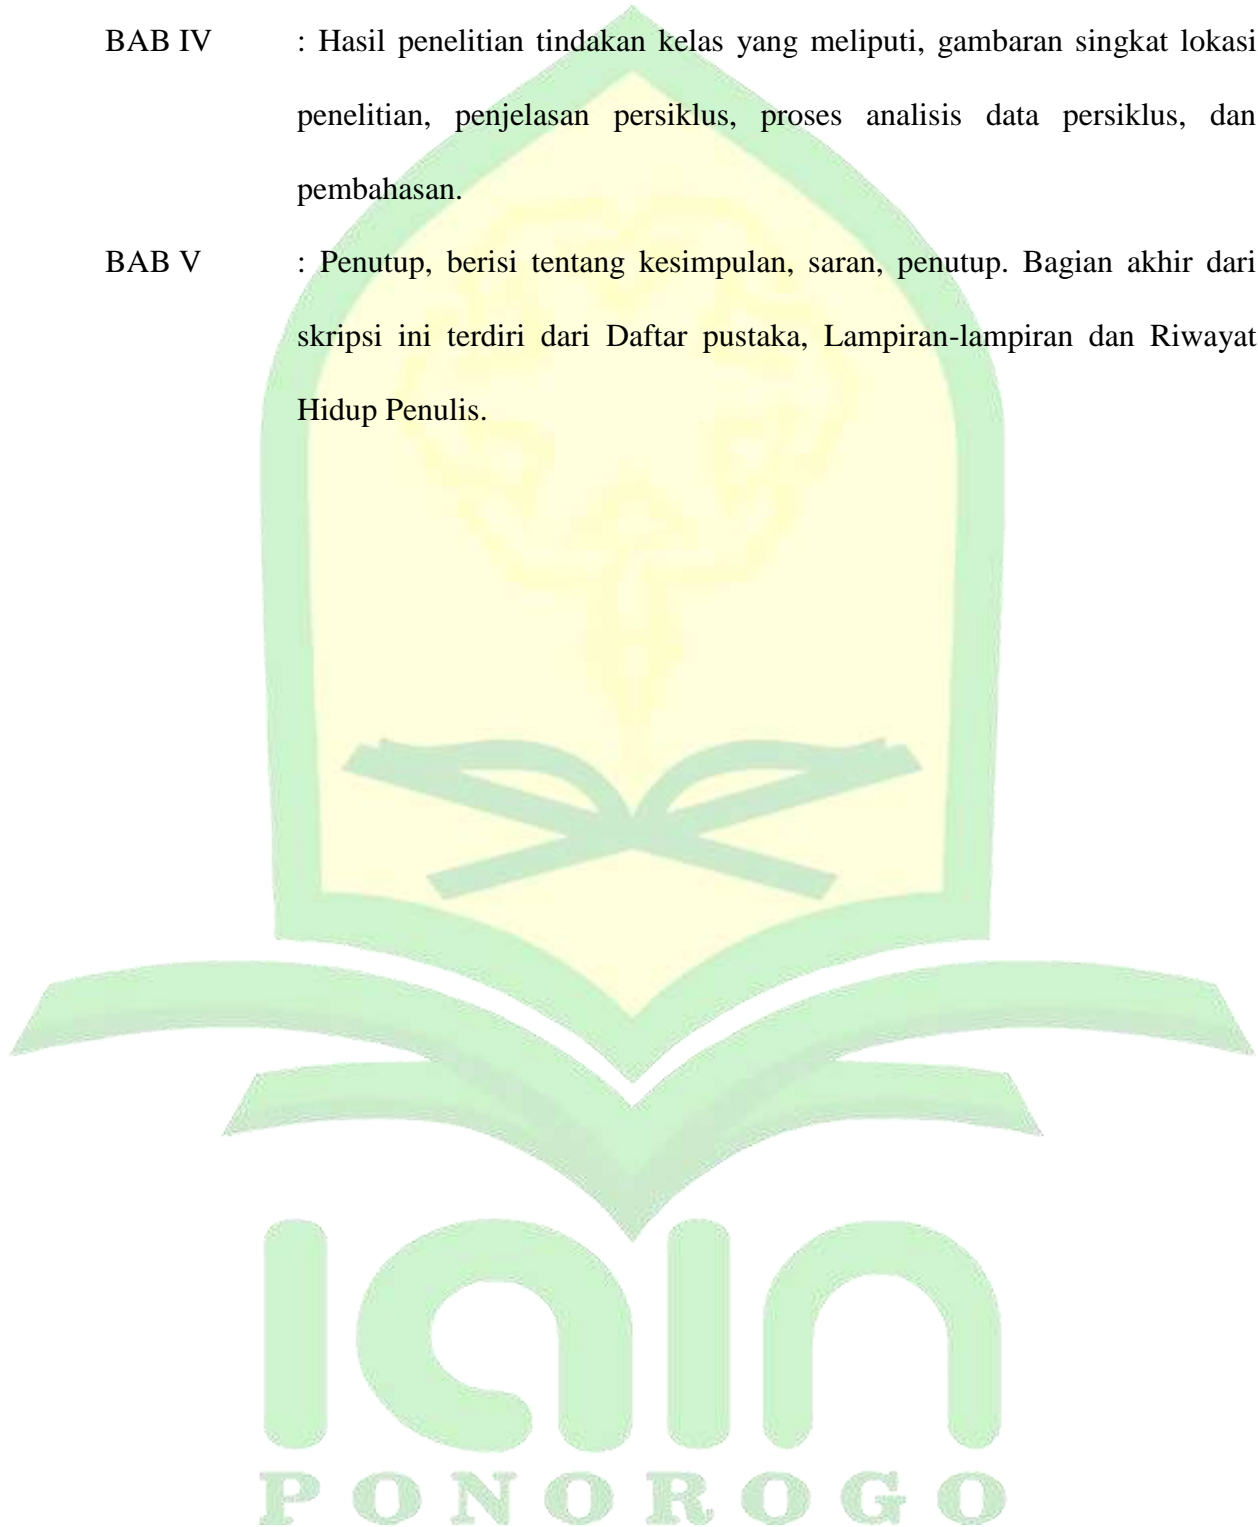 BAB IV : Hasil penelitian tindakan kelas yang meliputi, gambaran singkat lokasi
penelitian, penjelasan persiklus, proses analisis data persiklus, dan
pembahasan.
BAB V : Penutup, berisi tentang kesimpulan, saran, penutup. Bagian akhir dari
skripsi ini terdiri dari Daftar pustaka, Lampiran-lampiran dan Riwayat
Hidup Penulis.
iain
PONOROGO